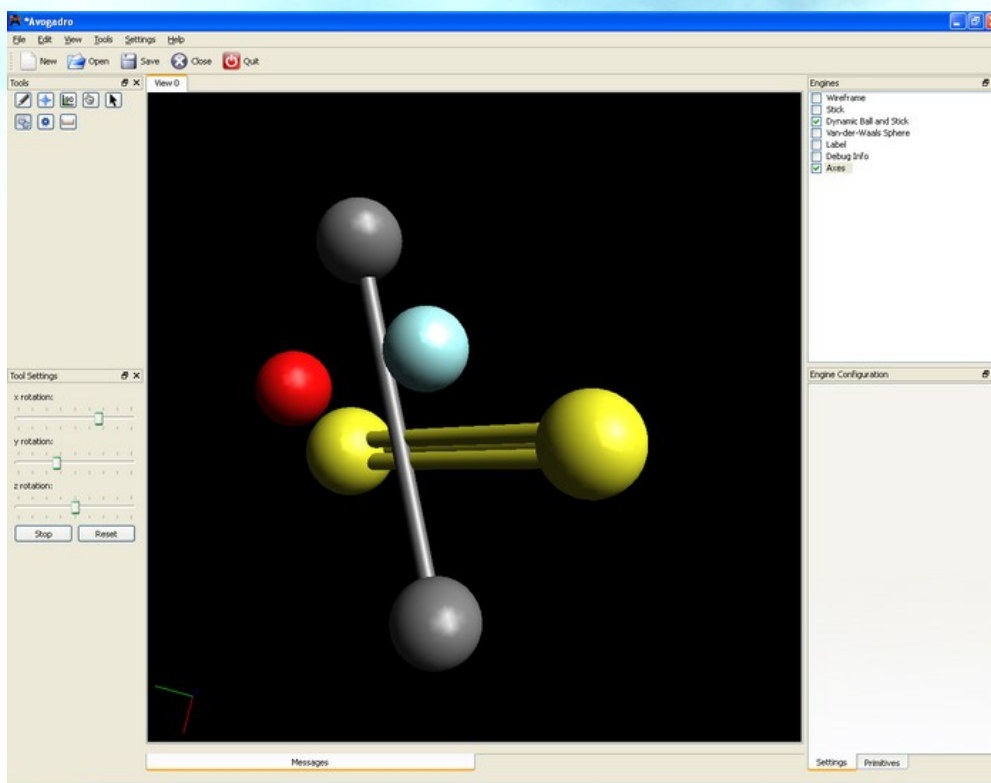 *Avogadro
File Edit View Tools Settings Help
New Open Save Close Quit
Tools
View 0
Engines
Wireframe
Stick
Dynamic Ball and Stick
Van-der-Waals Sphere
Label
Debug Info
Axes
Tool Settings
x rotation:
y rotation:
z rotation:
Stop Reset
Engine Configuration
Messages
Settings Primitives